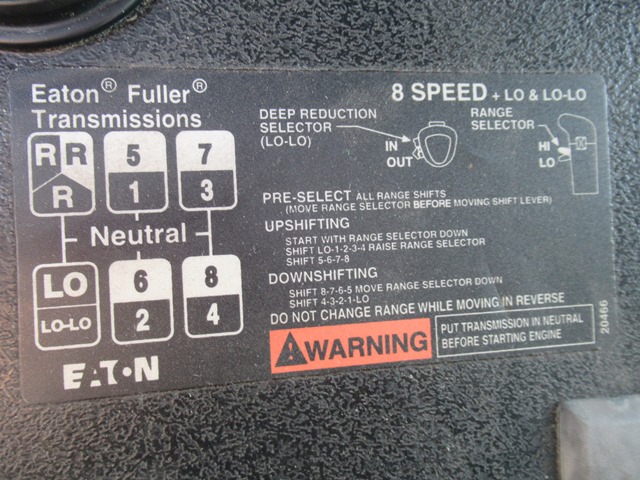 Eaton® Fuller®
Transmissions
8 SPEED + LO & LO-LO
DEEP REDUCTION
SELECTOR
(LO-LO)
IN
OUT
RANGE
SELECTOR
HI
LO
R R 5 7
R 1 3
Neutral
LO 6 8
LO-LO 2 4
EATON
PRE-SELECT ALL RANGE SHIFTS
(MOVE RANGE SELECTOR BEFORE MOVING SHIFT LEVER)
UPSHIFTING
START WITH RANGE SELECTOR DOWN
SHIFT LO-1-2-3-4 RAISE RANGE SELECTOR
SHIFT 5-6-7-8
DOWNSHIFTING
SHIFT 8-7-6-5 MOVE RANGE SELECTOR DOWN
SHIFT 4-3-2-1-LO
DO NOT CHANGE RANGE WHILE MOVING IN REVERSE
WARNING
PUT TRANSMISSION IN NEUTRAL
BEFORE STARTING ENGINE
20466